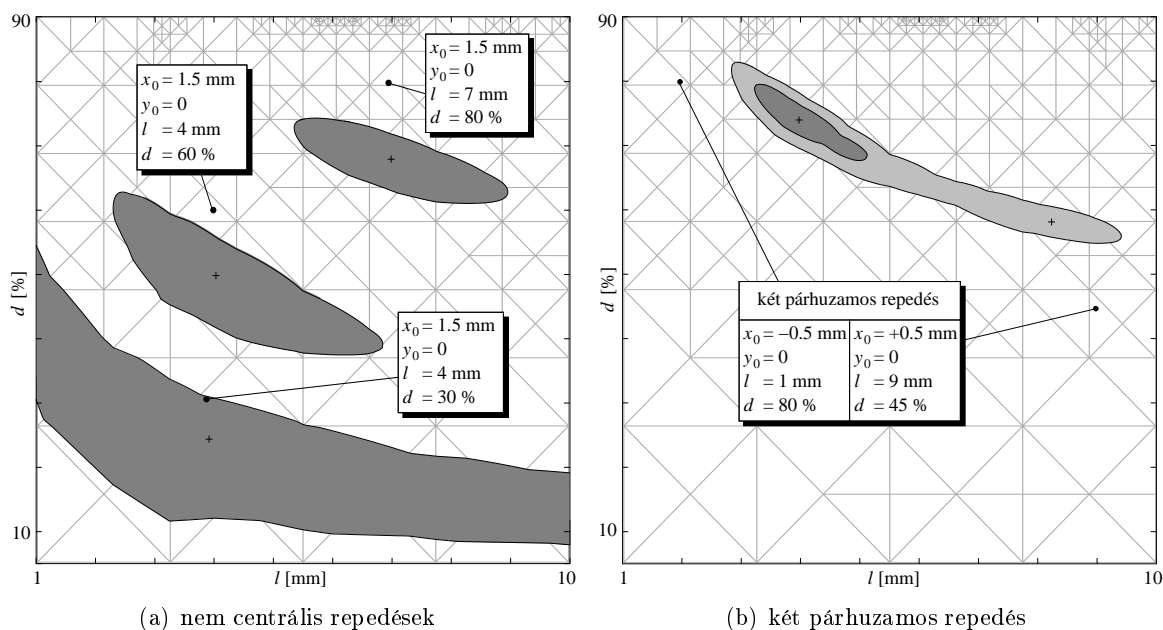 90
d [%]
10
1
l [mm]
10
x0 = 1.5 mm
y0 = 0
l = 4 mm
d = 60 %
x0 = 1.5 mm
y0 = 0
l = 7 mm
d = 80 %
x0 = 1.5 mm
y0 = 0
l = 4 mm
d = 30 %
(a) nem centrális repedések
90
d [%]
10
1
l [mm]
10
két párhuzamos repedés
x0 = −0.5 mm
y0 = 0
l = 1 mm
d = 80 %
x0 = +0.5 mm
y0 = 0
l = 9 mm
d = 45 %
(b) két párhuzamos repedés